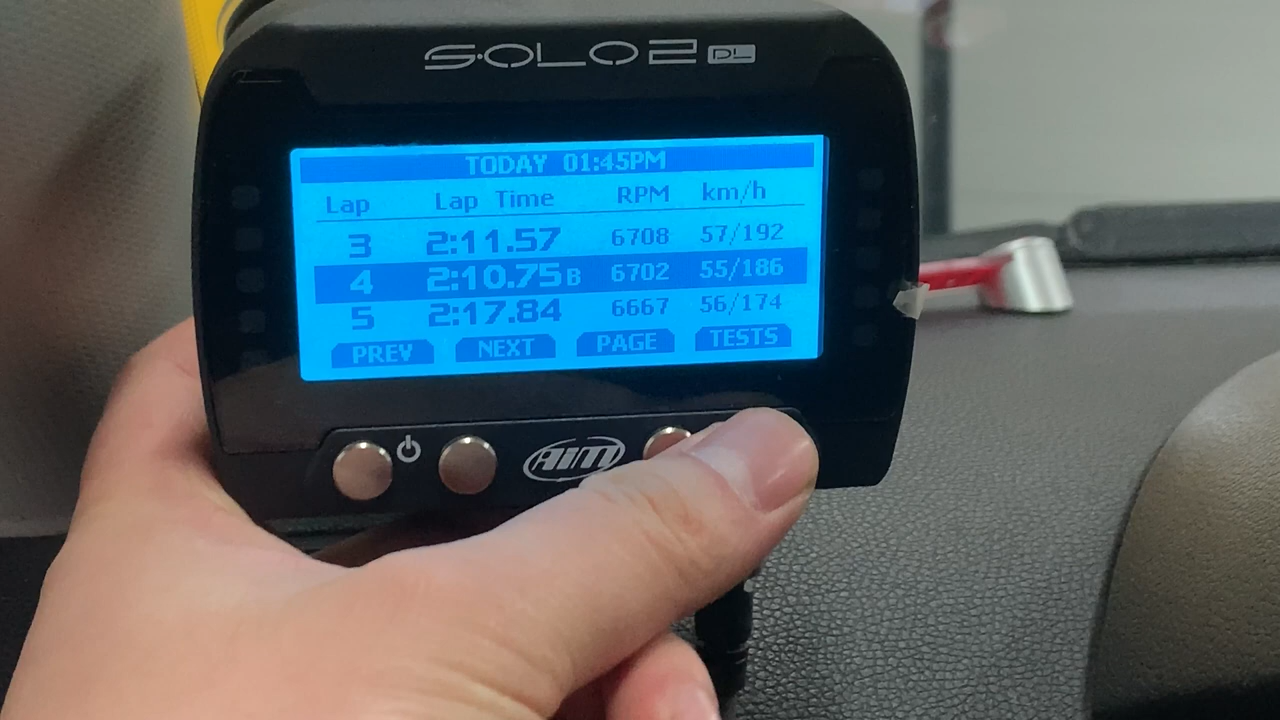 SOLO2 DL
TODAY 01:45PM
Lap Lap Time RPM km/h
3 2:11.57 6708 57/192
4 2:10.75B 6702 55/186
5 2:17.84 6667 56/174
PREV NEXT PAGE TESTS
AiM